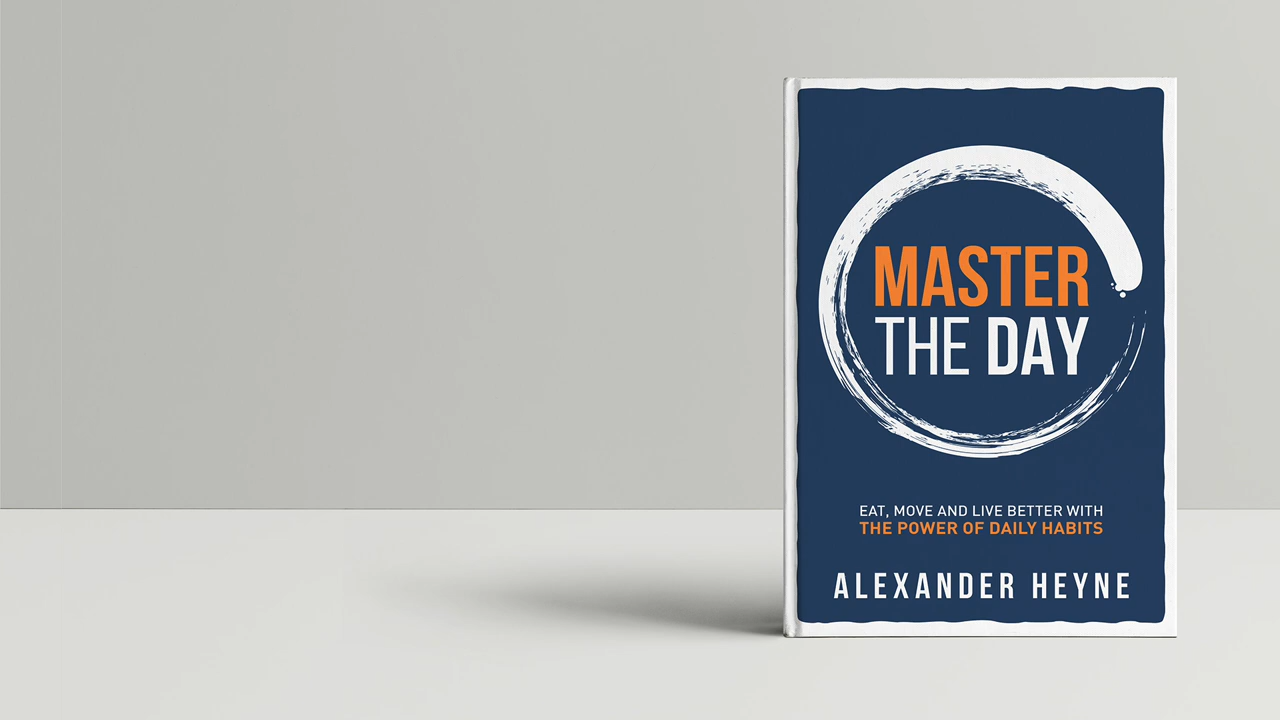 MASTER
THE DAY
EAT, MOVE AND LIVE BETTER WITH
THE POWER OF DAILY HABITS
ALEXANDER HEYNE